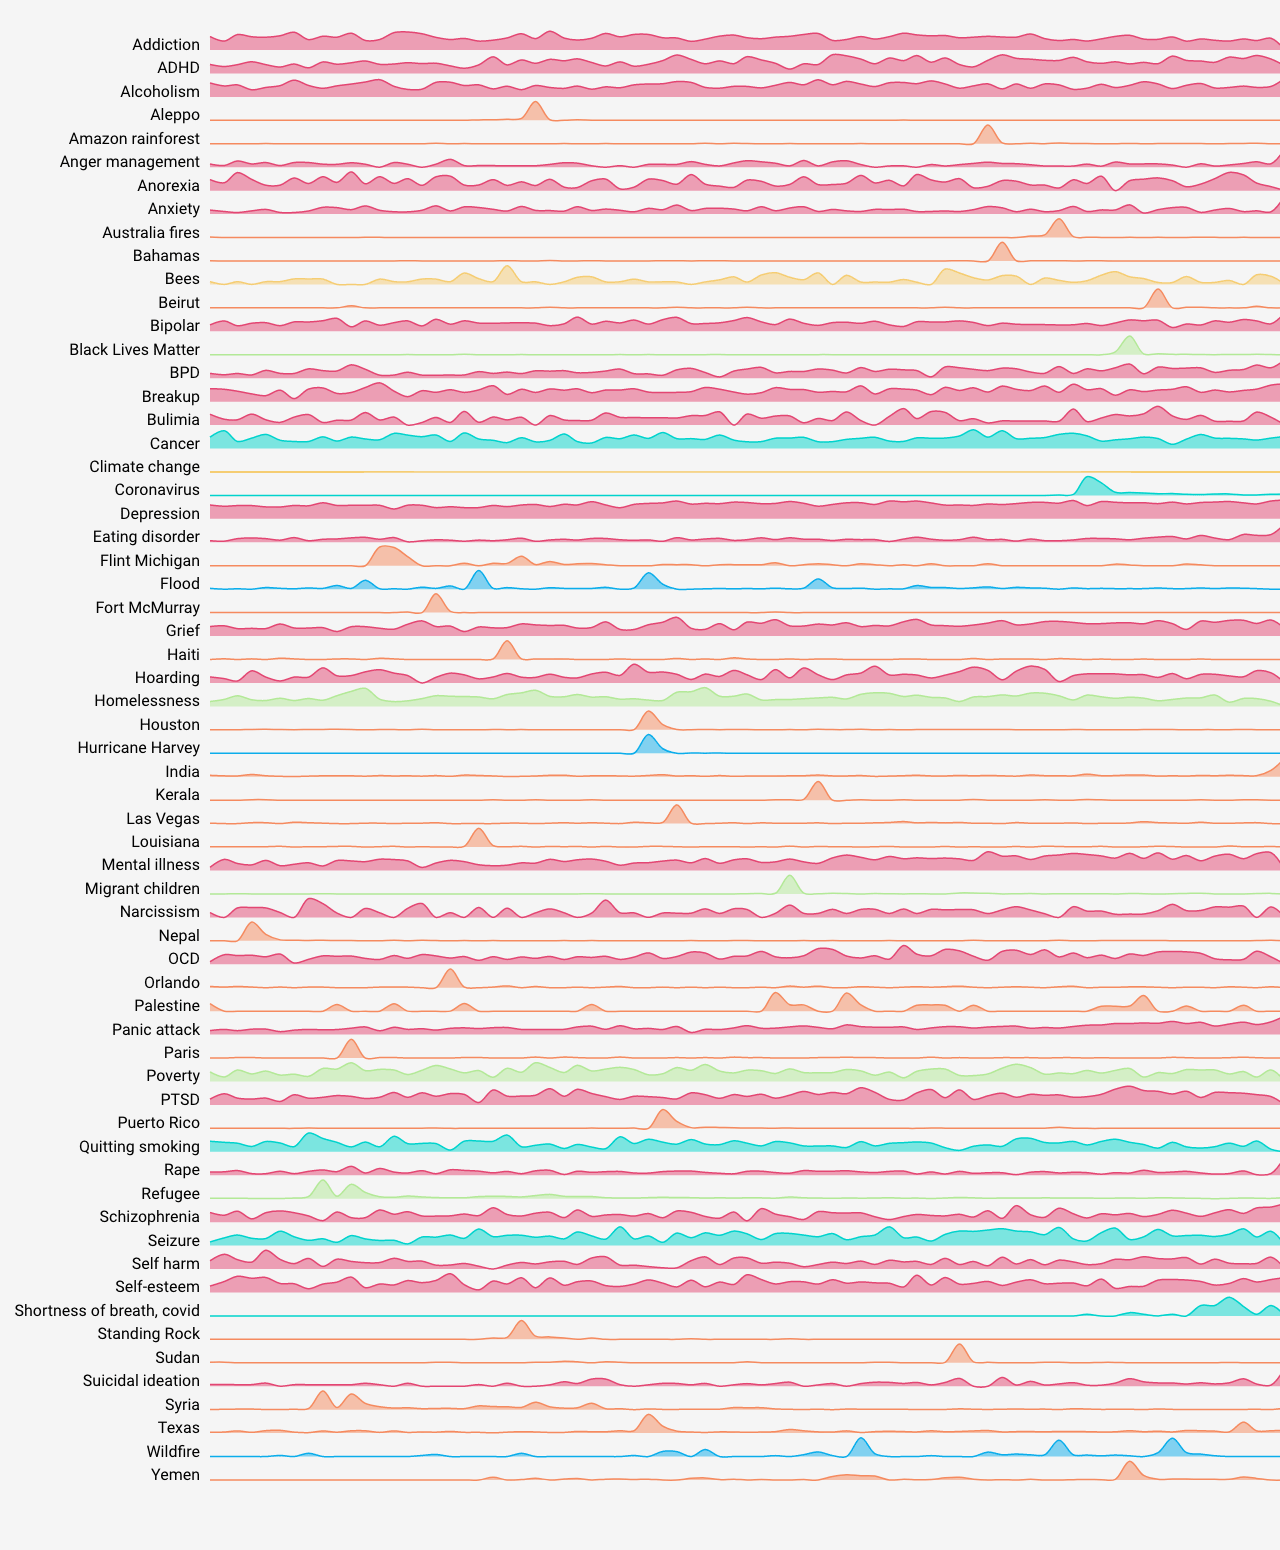 Addiction
ADHD
Alcoholism
Aleppo
Amazon rainforest
Anger management
Anorexia
Anxiety
Australia fires
Bahamas
Bees
Beirut
Bipolar
Black Lives Matter
BPD
Breakup
Bulimia
Cancer
Climate change
Coronavirus
Depression
Eating disorder
Flint Michigan
Flood
Fort McMurray
Grief
Haiti
Hoarding
Homelessness
Houston
Hurricane Harvey
India
Kerala
Las Vegas
Louisiana
Mental illness
Migrant children
Narcissism
Nepal
OCD
Orlando
Palestine
Panic attack
Paris
Poverty
PTSD
Puerto Rico
Quitting smoking
Rape
Refugee
Schizophrenia
Seizure
Self harm
Self-esteem
Shortness of breath, covid
Standing Rock
Sudan
Suicidal ideation
Syria
Texas
Wildfire
Yemen